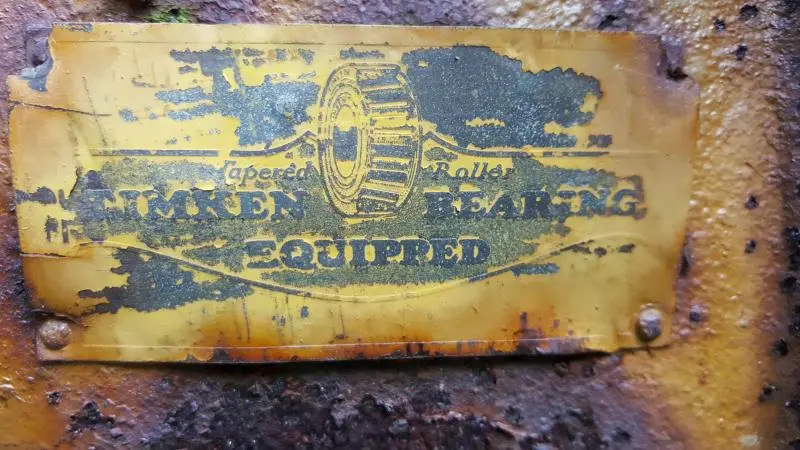 Tapered Roller
TIMKEN BEARING
EQUIPPED